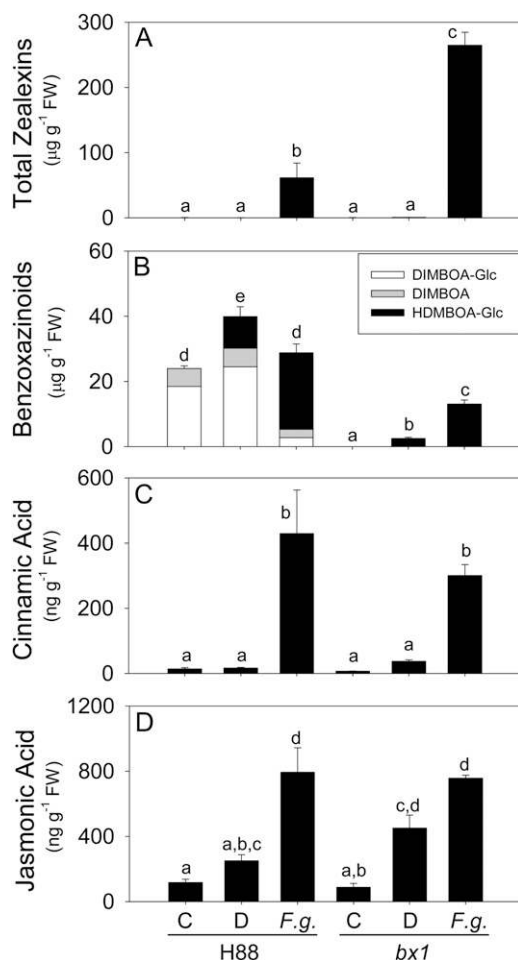 A
Total Zealexins
(µg g-1 FW)
300
200
100
0
a
a
b
a
a
c
B
Benzoxazinoids
(µg g-1 FW)
60
40
20
0
DIMBOA-Glc
DIMBOA
HDMBOA-Glc
d
e
d
a
b
c
C
Cinnamic Acid
(ng g-1 FW)
600
400
200
0
a
a
b
a
a
b
D
Jasmonic Acid
(ng g-1 FW)
1200
800
400
0
a
a,b,c
d
a,b
c,d
d
C D F.g. C D F.g.
H88 bx1